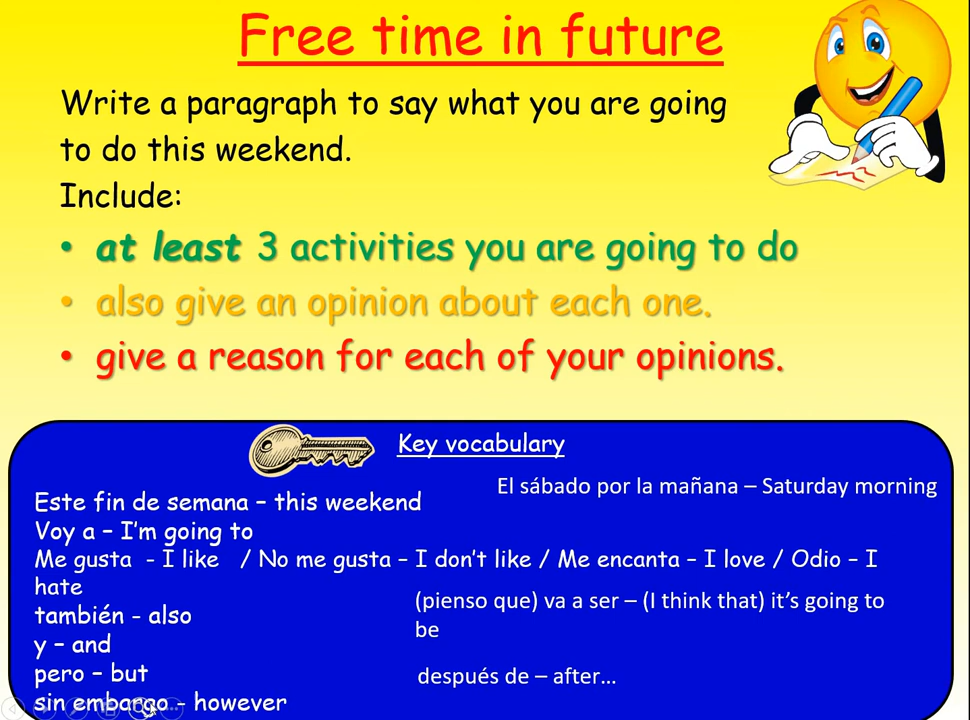 Free time in future
Write a paragraph to say what you are going
to do this weekend.
Include:
• at least 3 activities you are going to do
• also give an opinion about each one.
• give a reason for each of your opinions.
Key vocabulary
El sábado por la mañana – Saturday morning
Este fin de semana – this weekend
Voy a – I'm going to
Me gusta - I like / No me gusta – I don't like / Me encanta – I love / Odio – I
hate
(pienso que) va a ser – (I think that) it's going to
be
también - also
y – and
pero – but
después de – after…
sin embargo - however